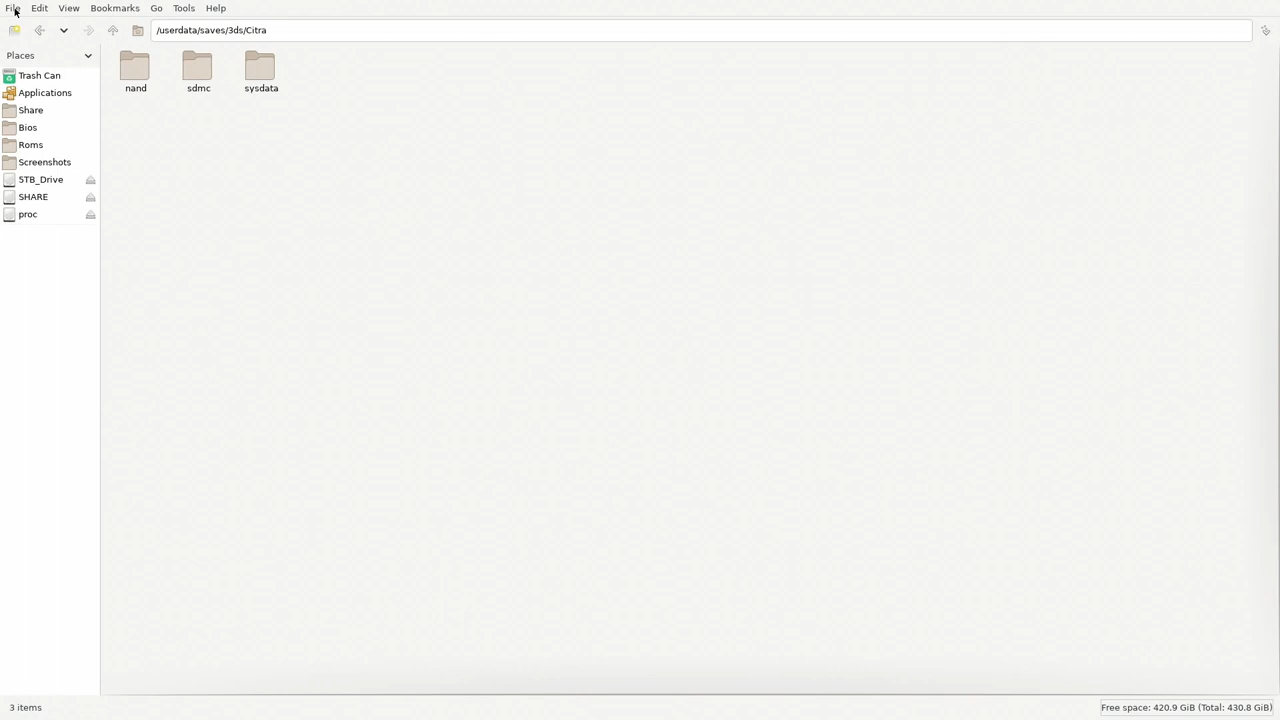 File Edit View Bookmarks Go Tools Help
/userdata/saves/3ds/Citra
Places
Trash Can
Applications
Share
Bios
Roms
Screenshots
STB_Drive
SHARE
proc
nand sdmc sysdata
3 items
Free space: 420.9 GiB (Total: 430.8 GiB)